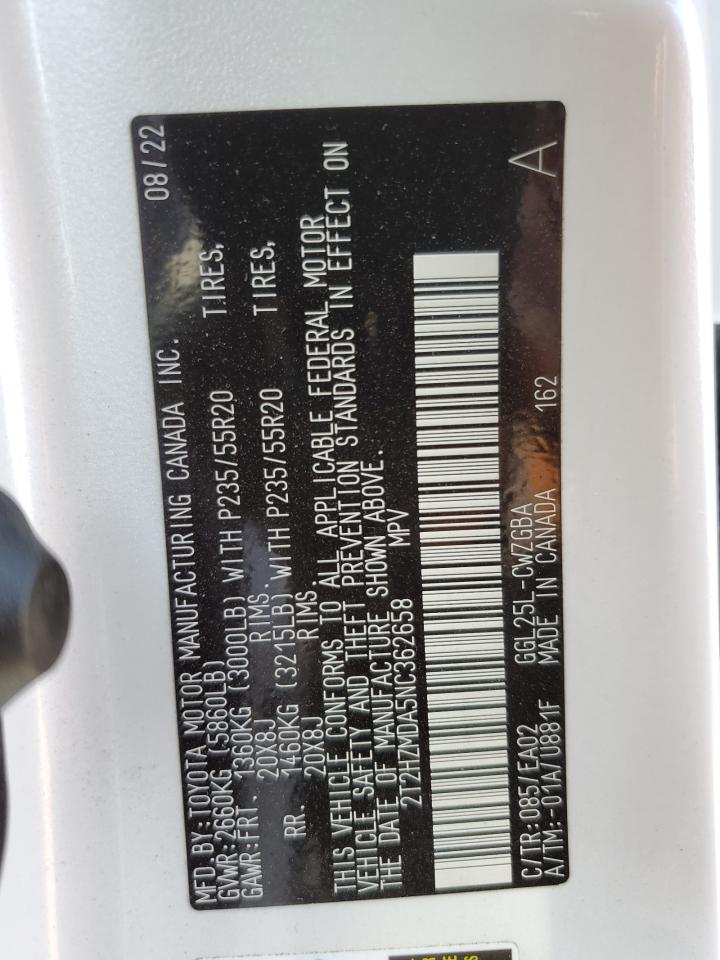 MFD.BY:TOYOTA MOTOR MANUFACTURING CANADA INC. 08/22
GVWR:2660KG (5860LB)
GAWR:FRT. 1360KG (3000LB) WITH P235/55R20 TIRES,
20X8J RIMS.
RR. 1460KG (3215LB) WITH P235/55R20 TIRES,
20X8J RIMS.
THIS VEHICLE CONFORMS TO ALL APPLICABLE FEDERAL MOTOR
VEHICLE SAFETY AND THEFT PREVENTION STANDARDS IN EFFECT ON
THE DATE OF MANUFACTURE SHOWN ABOVE.
2T2HZMDA5NC362658 MPV
C/TR:085/EA02 GGL25L-CWZGBA A
A/TM:-01A/U881F MADE IN CANADA 162